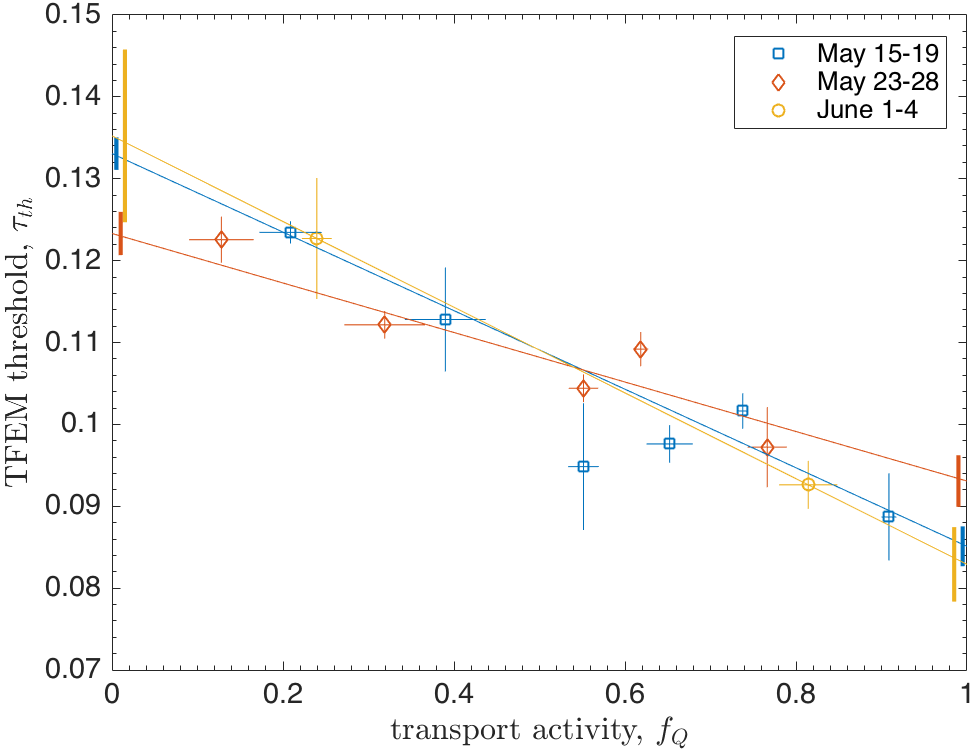 0.15
0.14
0.13
0.12
0.11
0.1
0.09
0.08
0.07
TFEM threshold, τ_th
May 15-19
May 23-28
June 1-4
0 0.2 0.4 0.6 0.8 1
transport activity, f_Q